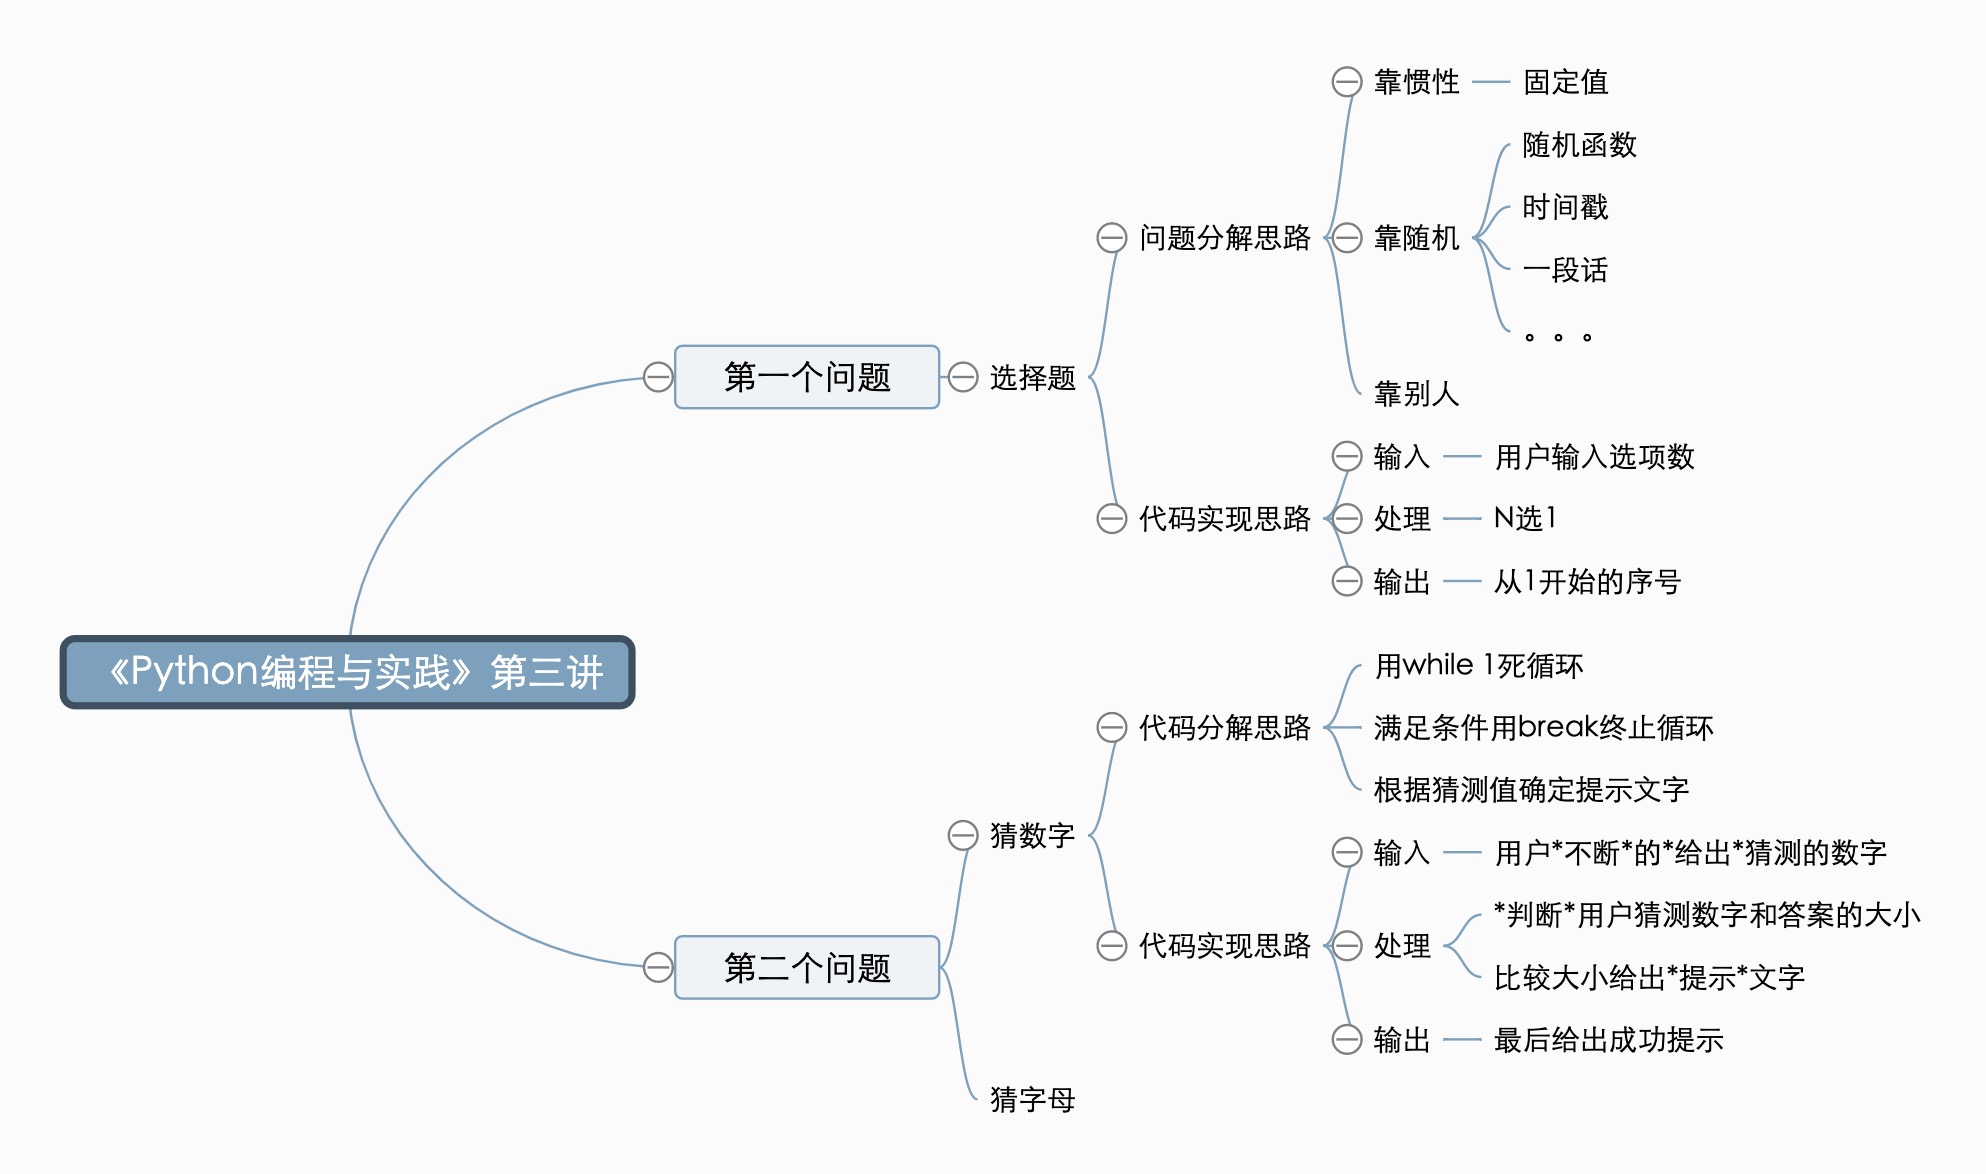 《Python编程与实践》第三讲
第一个问题
选择题
问题分解思路
靠惯性
固定值
靠随机
随机函数
时间戳
一段话
。。。
靠别人
代码实现思路
输入
用户输入选项数
处理
N选1
输出
从1开始的序号
第二个问题
猜数字
代码分解思路
用while 1死循环
满足条件用break终止循环
根据猜测值确定提示文字
代码实现思路
输入
用户*不断*的*给出*猜测的数字
处理
*判断*用户猜测数字和答案的大小
比较大小给出*提示*文字
输出
最后给出成功提示
猜字母